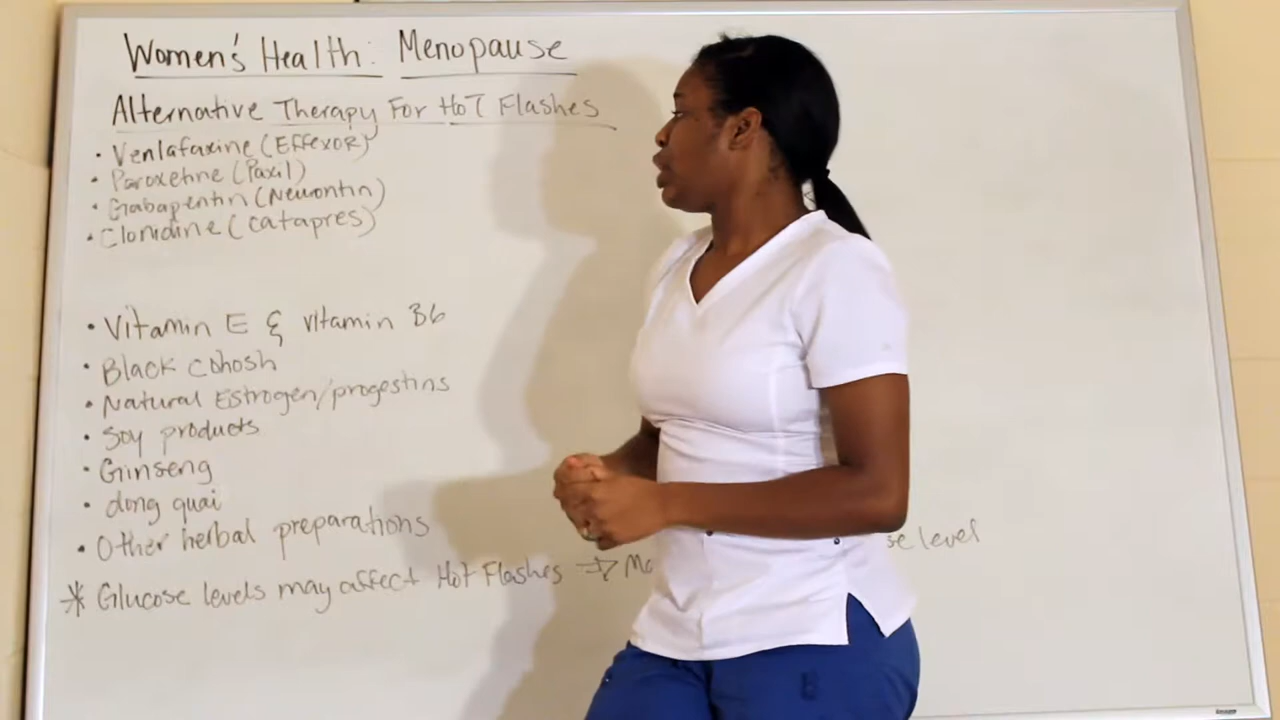 Women's Health: Menopause
Alternative Therapy For Hot Flashes
• Venlafaxine (Effexor)
• Paroxetine (Paxil)
• Gabapentin (Neurontin)
• Clonidine (catapres)
• Vitamin E & vitamin B6
• Black cohosh
• Natural Estrogen/progestins
• Soy products
• Ginseng
• dong quai
• Other herbal preparations
* Glucose levels may affect Hot Flashes ⇒ level